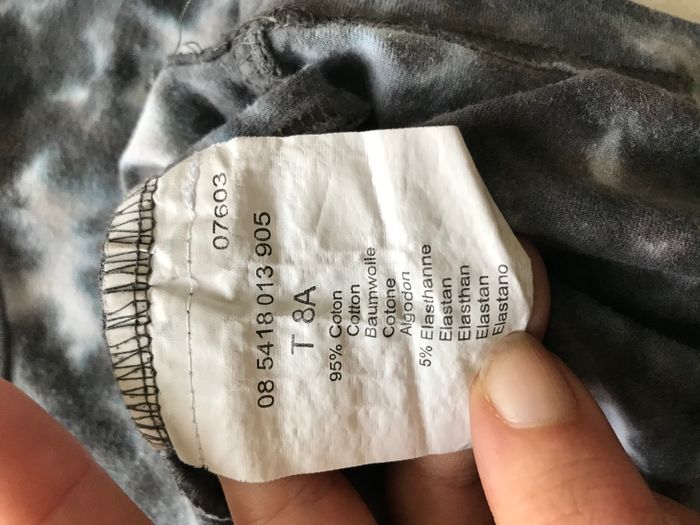 07603
08 5418 013 905
T 8A
95% Coton
Cotton
Baumwolle
Cotone
Algodon
5% Elasthanne
Elastan
Elasthan
Elastan
Elastano